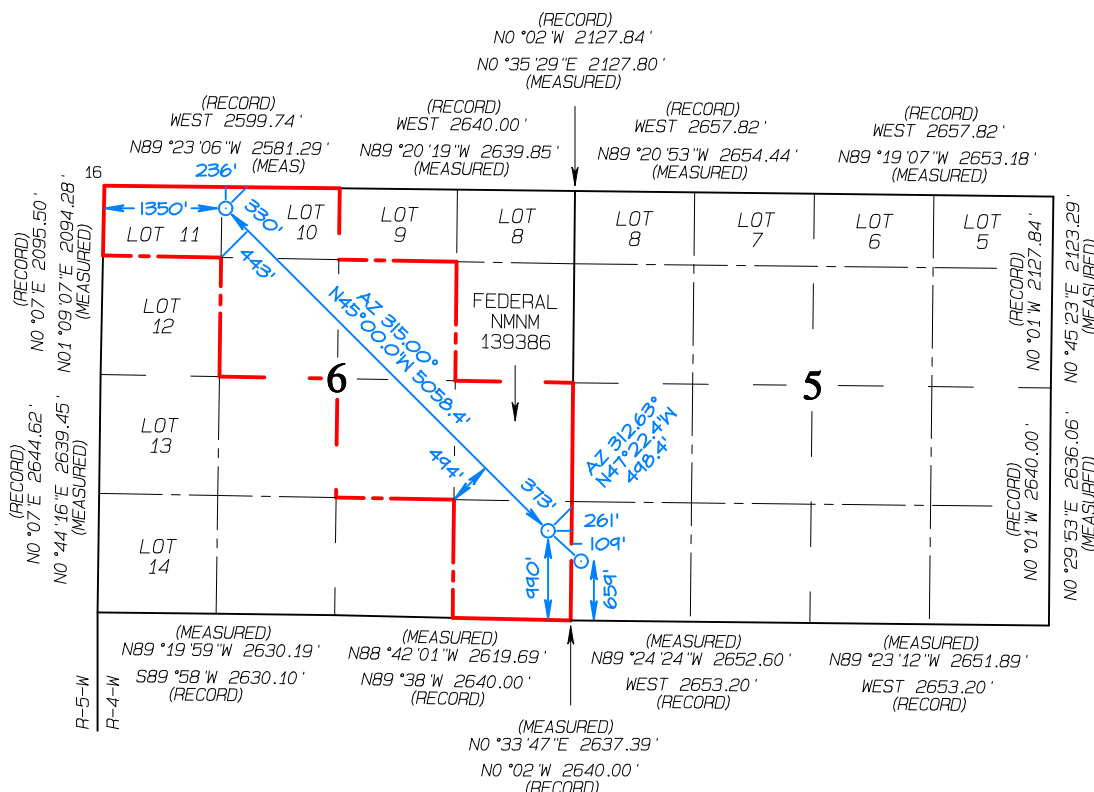 (RECORD)
N0 °02 'W 2127.84 '
N0 °35 '29 "E 2127.80 '
(MEASURED)
(RECORD)
WEST 2599.74'
N89 °23 '06 "W 2581.29 '
(MEAS)
(RECORD)
WEST 2640.00'
N89 °20 '19 "W 2639.85 '
(MEASURED)
(RECORD)
WEST 2657.82'
N89 °20 '53 "W 2654.44 '
(MEASURED)
(RECORD)
WEST 2657.82'
N89 °19 '07 "W 2653.18 '
(MEASURED)
16
236'
1350'
330'
443'
LOT 11
LOT
10
LOT
9
LOT
8
LOT
8
LOT
7
LOT
6
LOT
5
(RECORD)
N0 °07 'E 2095.50 '
N01 °09 '07 "E 2094.28 '
(MEASURED)
(RECORD)
N0 °01 'W 2127.84 '
N0 °45 '23 "E 2123.29 '
(MEASURED)
LOT
12
AZ 315.00°
N45°00.0'W 5058.4'
FEDERAL
NMNM
139386
6
5
LOT
13
AZ 312.63°
N47°22.4'W
498.4'
494'
373'
261'
109'
990'
659'
LOT
14
(RECORD)
N0 °07 'E 2644.62 '
N0 °44 '16 "E 2639.45 '
(MEASURED)
(RECORD)
N0 °01 'W 2640.00 '
N0 °29 '53 "E 2636.06 '
(MEASURED)
(MEASURED)
N89 °19 '59 "W 2630.19 '
S89 °58 'W 2630.10 '
(RECORD)
(MEASURED)
N88 °42 '01 "W 2619.69 '
N89 °38 'W 2640.00 '
(RECORD)
(MEASURED)
N89 °24 '24 "W 2652.60 '
WEST 2653.20 '
(RECORD)
(MEASURED)
N89 °23 '12 "W 2651.89 '
WEST 2653.20 '
(RECORD)
R-5-W
R-4-W
(MEASURED)
N0 °33 '47 "E 2637.39 '
N0 °02 'W 2640.00 '
(RECORD)